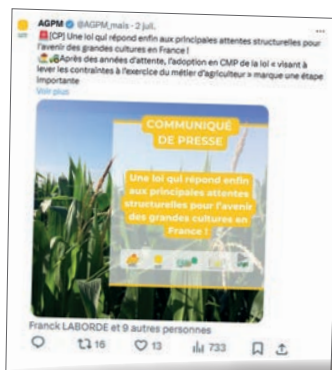 AGPM @AGPM_mais · 2 juil.
[CP] Une loi qui répond enfin aux principales attentes structurelles pour
l'avenir des grandes cultures en France !
Après des années d'attente, l'adoption en CMP de la loi « visant à
lever les contraintes à l'exercice du métier d'agriculteur » marque une étape
importante
Voir plus
COMMUNIQUÉ
DE PRESSE
Une loi qui répond enfin
aux principales attentes
structurelles pour l'avenir
des grandes cultures en
France !
Franck LABORDE et 9 autres personnes
16 13 733